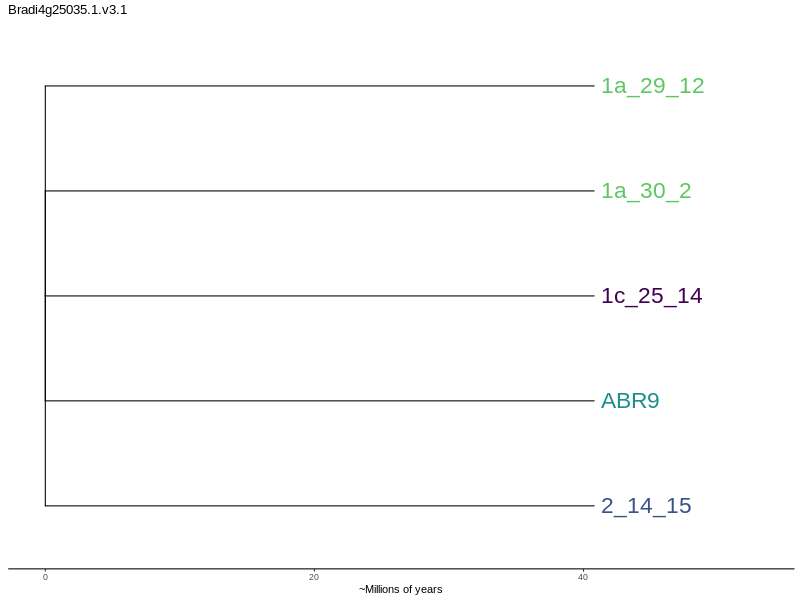 Bradi4g25035.1.v3.1
1a_29_12
1a_30_2
1c_25_14
ABR9
2_14_15
0 20 40
~Millions of years